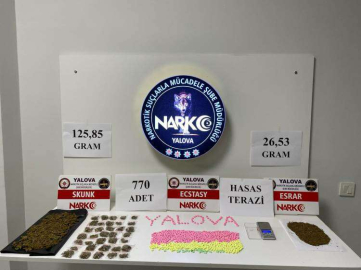 NARKOTİK SUÇLARLA MÜCADELE ŞUBE MÜDÜRLÜĞÜ
NARKO
YALOVA
125,85
GRAM
26,53
GRAM
YALOVA
SKUNK
NARKO
770
ADET
YALOVA
ECSTASY
NARKO
HASAS
TERAZİ
YALOVA
ESRAR
NARKO
YALOVA